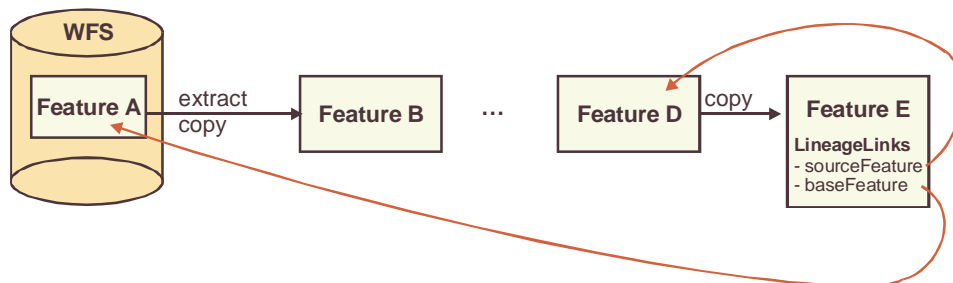 WFS
Feature A
extract
copy
Feature B
...
Feature D
copy
Feature E
LineageLinks
- sourceFeature
- baseFeature